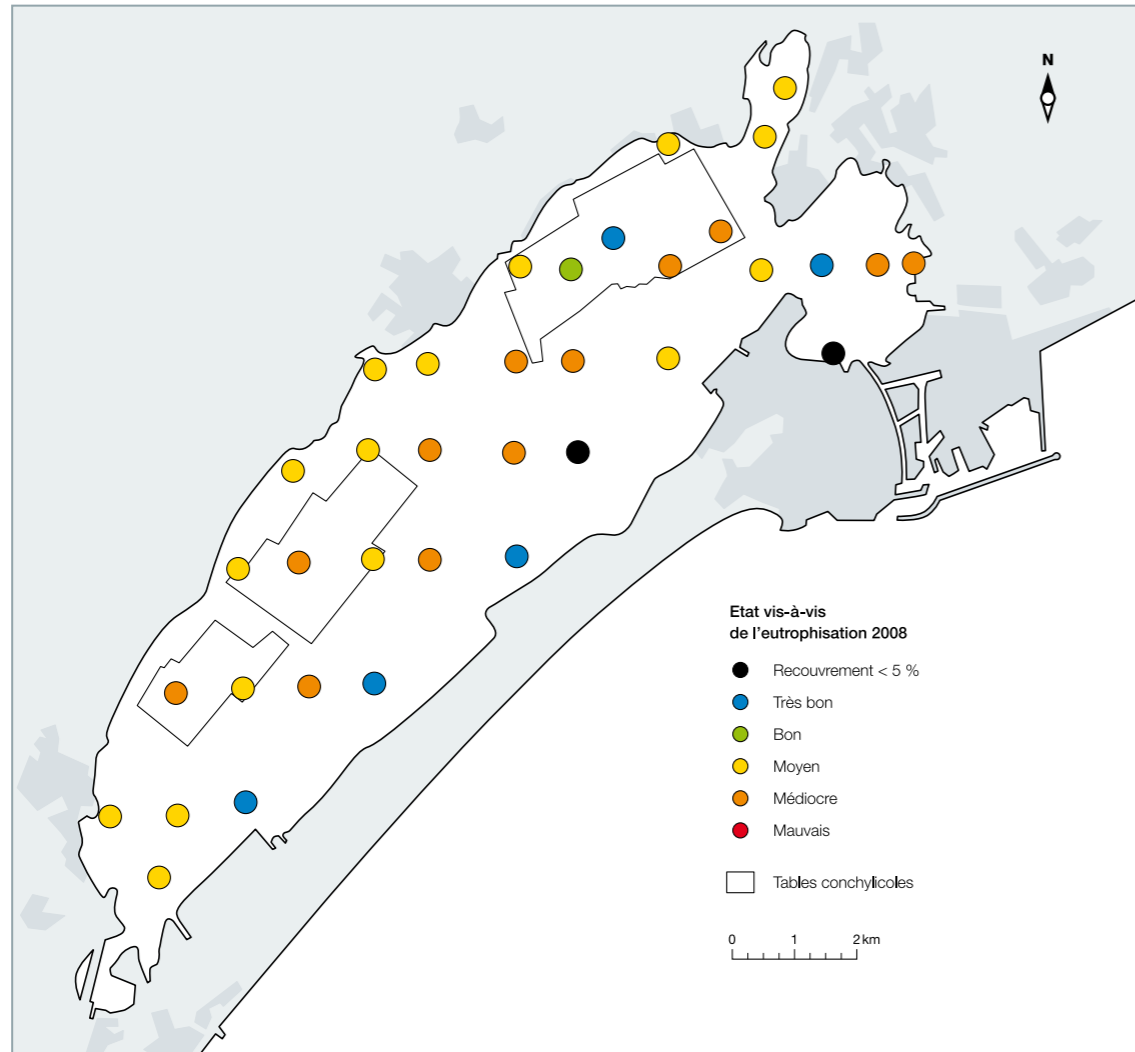 N
Etat vis-à-vis
de l'eutrophisation 2008
Recouvrement < 5 %
Très bon
Bon
Moyen
Médiocre
Mauvais
Tables conchylicoles
0 1 2 km